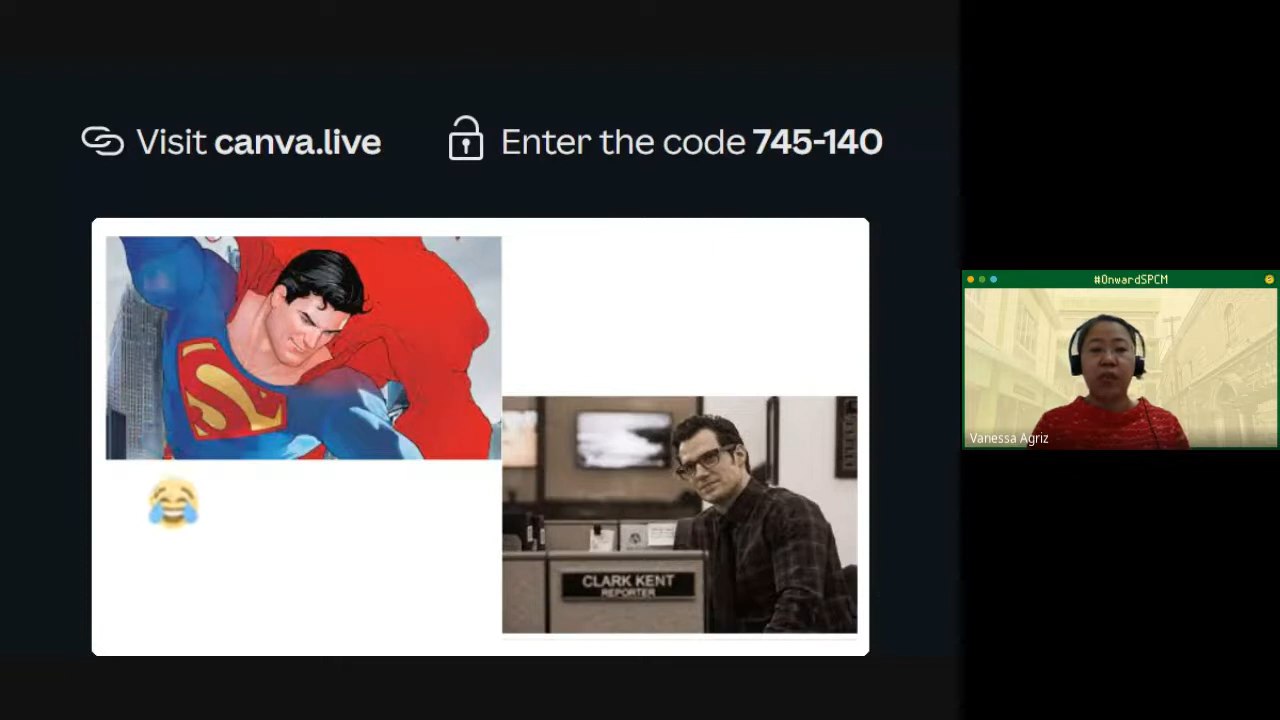 Visit canva.live
Enter the code 745-140
CLARK KENT
REPORTER
#OnwardSPCM
Vanessa Agriz